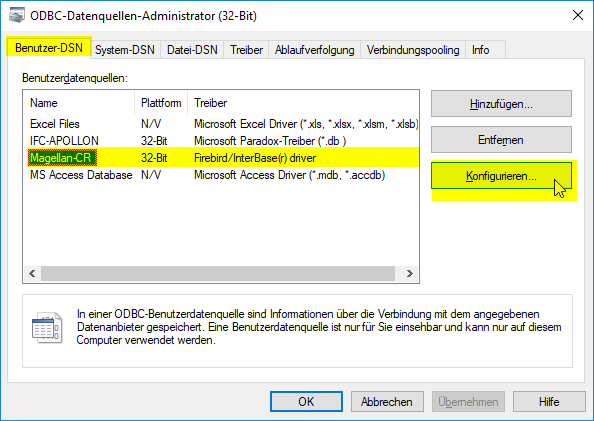 ODBC-Datenquellen-Administrator (32-Bit)
Benutzer-DSN System-DSN Datei-DSN Treiber Ablaufverfolgung Verbindungspooling Info
Benutzerdatenquellen:
Name Plattform Treiber
Excel Files N/V Microsoft Excel Driver (*.xls, *.xlsx, *.xlsm, *.xlsb)
IFC-APOLLON 32-Bit Microsoft Paradox-Treiber (*.db )
Magellan-CR 32-Bit Firebird/InterBase(r) driver
MS Access Database N/V Microsoft Access Driver (*.mdb, *.accdb)
Hinzufügen...
Entfernen
Konfigurieren...
In einer ODBC-Benutzerdatenquelle sind Informationen über die Verbindung mit dem angegebenen
Datenanbieter gespeichert. Eine Benutzerdatenquelle ist nur für Sie einsehbar und kann nur auf diesem
Computer verwendet werden.
OK Abbrechen Übernehmen Hilfe